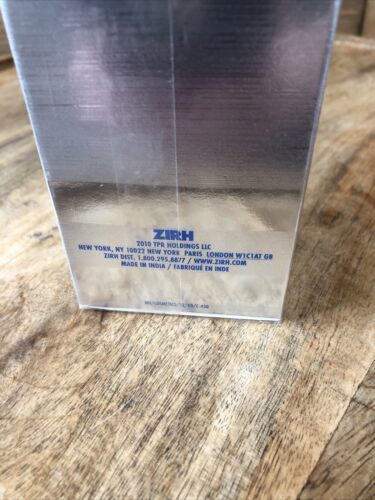 ZIRH
2010 TPR HOLDINGS LLC
NEW YORK, NY 10022 NEW YORK PARIS LONDON W1C1AT GB
ZIRH DIST. 1.800.295.8877 / WWW.ZIRH.COM
MADE IN INDIA / FABRIQUÉ EN INDE